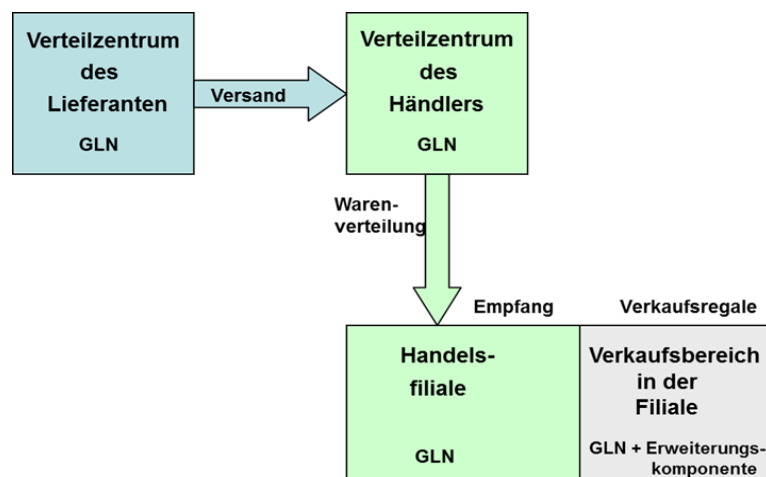 Verteilzentrum
des
Lieferanten
GLN
Versand
Verteilzentrum
des
Händlers
GLN
Waren-
verteilung
Empfang
Verkaufsregale
Handels-
filiale
GLN
Verkaufsbereich
in der
Filiale
GLN + Erweiterungs-
komponente